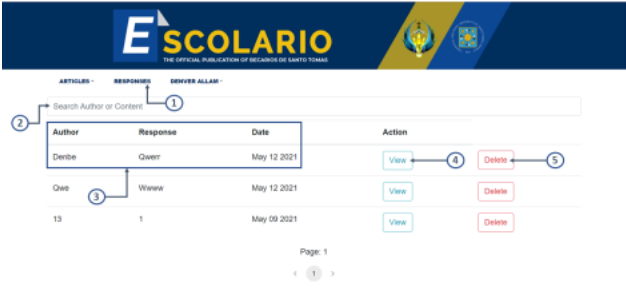 ESCOLARIO
THE OFFICIAL PUBLICATION OF BECARIOS DE SANTO TOMAS
ARTICLES RESPONSES DENVER ALLAM
1
Search Author or Content
2
Author Response Date Action
Denbe Qwerr May 12 2021 View 4 Delete 5
Qwe Wwww May 12 2021 View Delete
3
13 1 May 09 2021 View Delete
Page: 1
‹ 1 ›